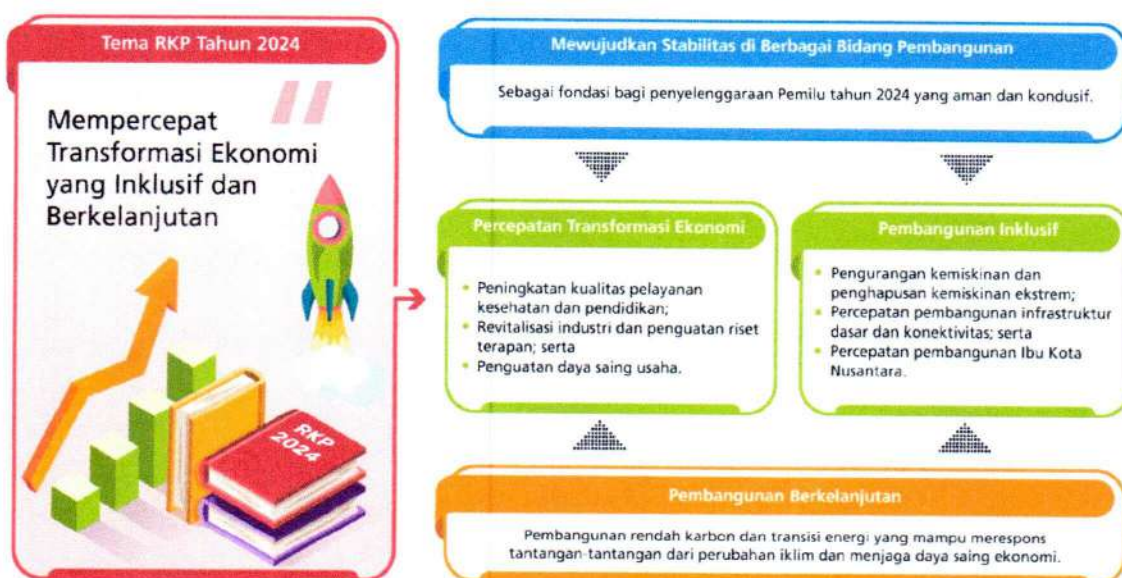 Tema RKP Tahun 2024
Mempercepat
Transformasi Ekonomi
yang Inklusif dan
Berkelanjutan
RKP
2024
Mewujudkan Stabilitas di Berbagai Bidang Pembangunan
Sebagai fondasi bagi penyelenggaraan Pemilu tahun 2024 yang aman dan kondusif.
Percepatan Transformasi Ekonomi
• Peningkatan kualitas pelayanan
kesehatan dan pendidikan;
• Revitalisasi industri dan penguatan riset
terapan; serta
• Penguatan daya saing usaha.
Pembangunan Inklusif
• Pengurangan kemiskinan dan
penghapusan kemiskinan ekstrem;
• Percepatan pembangunan infrastruktur
dasar dan konektivitas; serta
• Percepatan pembangunan Ibu Kota
Nusantara.
Pembangunan Berkelanjutan
Pembangunan rendah karbon dan transisi energi yang mampu merespons
tantangan-tantangan dari perubahan iklim dan menjaga daya saing ekonomi.